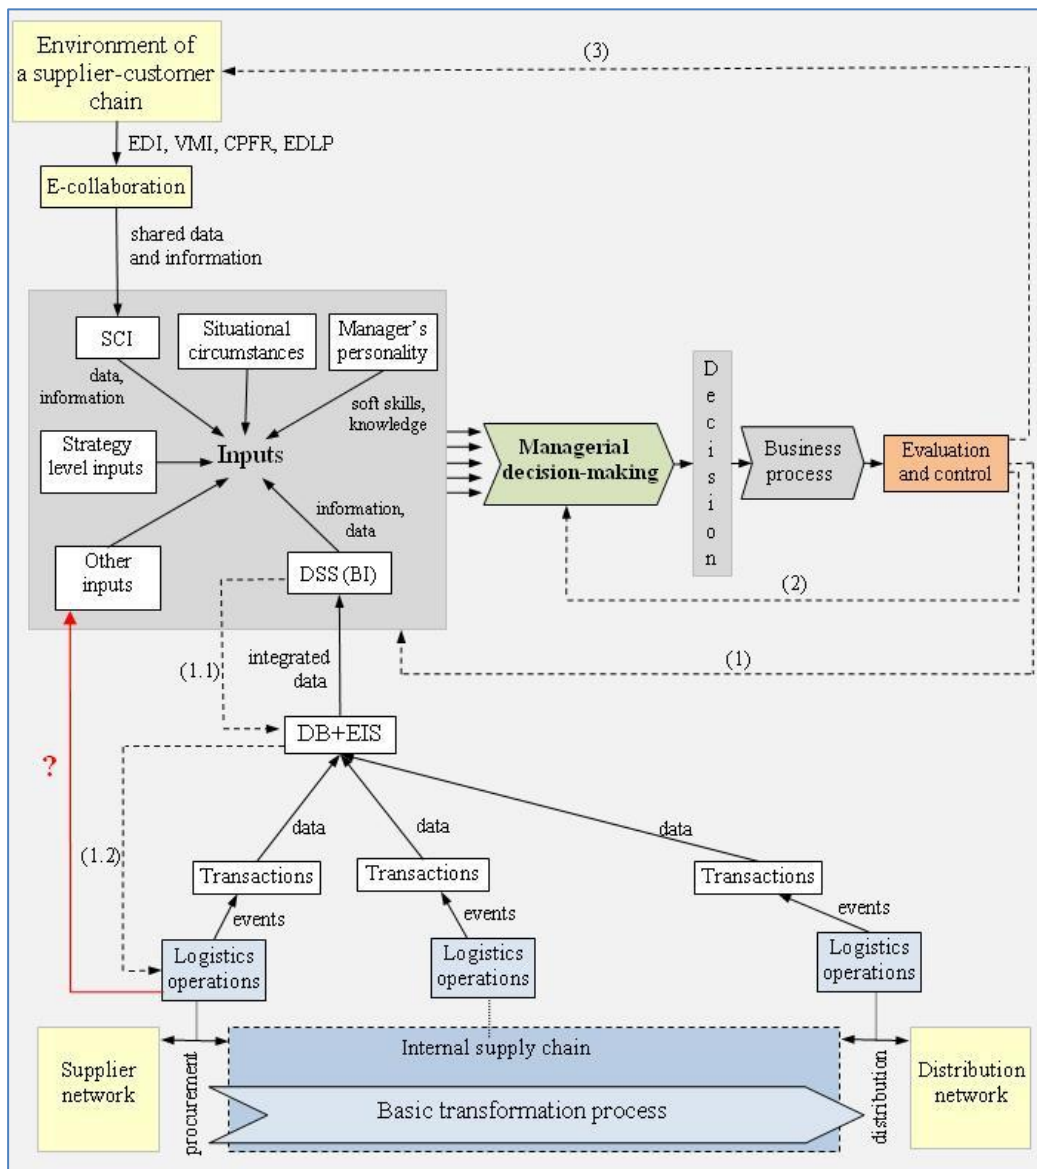 Environment of
a supplier-customer
chain
(3)
EDI, VMI, CPFR, EDLP
E-collaboration
shared data
and information
SCI
Situational
circumstances
Manager's
personality
data,
information
soft skills,
knowledge
Strategy
level inputs
Inputs
Managerial
decision-making
Decision
Business
process
Evaluation
and control
information,
data
Other
inputs
DSS (BI)
(2)
(1)
(1.1)
integrated
data
DB+EIS
?
(1.2)
data
data
data
Transactions
Transactions
Transactions
events
events
events
Logistics
operations
Logistics
operations
Logistics
operations
Supplier
network
procurement
Internal supply chain
Basic transformation process
distribution
Distribution
network